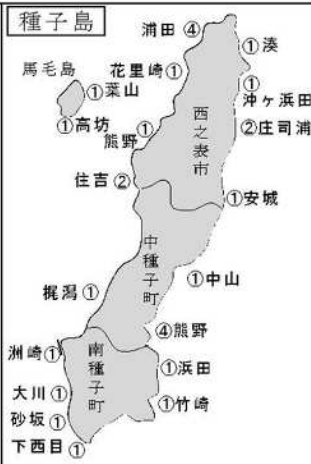 種子島
浦田④
①湊
馬毛島
花里崎①
①葉山
①沖ヶ浜田
①高坊
熊野①
西之表市
②庄司浦
住吉②
①安城
中種子町
①中山
梶潟①
④熊野
洲崎①
南種子町
①浜田
大川①
①竹崎
砂坂①
下西目①